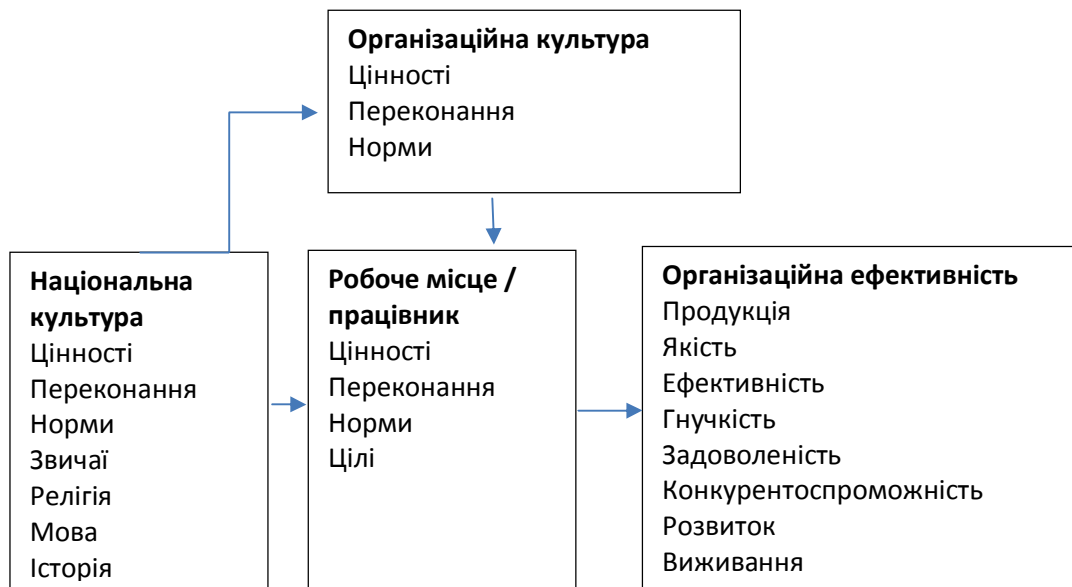 Організаційна культура
Цінності
Переконання
Норми
Національна
культура
Цінності
Переконання
Норми
Звичаї
Релігія
Мова
Історія
Робоче місце /
працівник
Цінності
Переконання
Норми
Цілі
Організаційна ефективність
Продукція
Якість
Ефективність
Гнучкість
Задоволеність
Конкурентоспроможність
Розвиток
Виживання